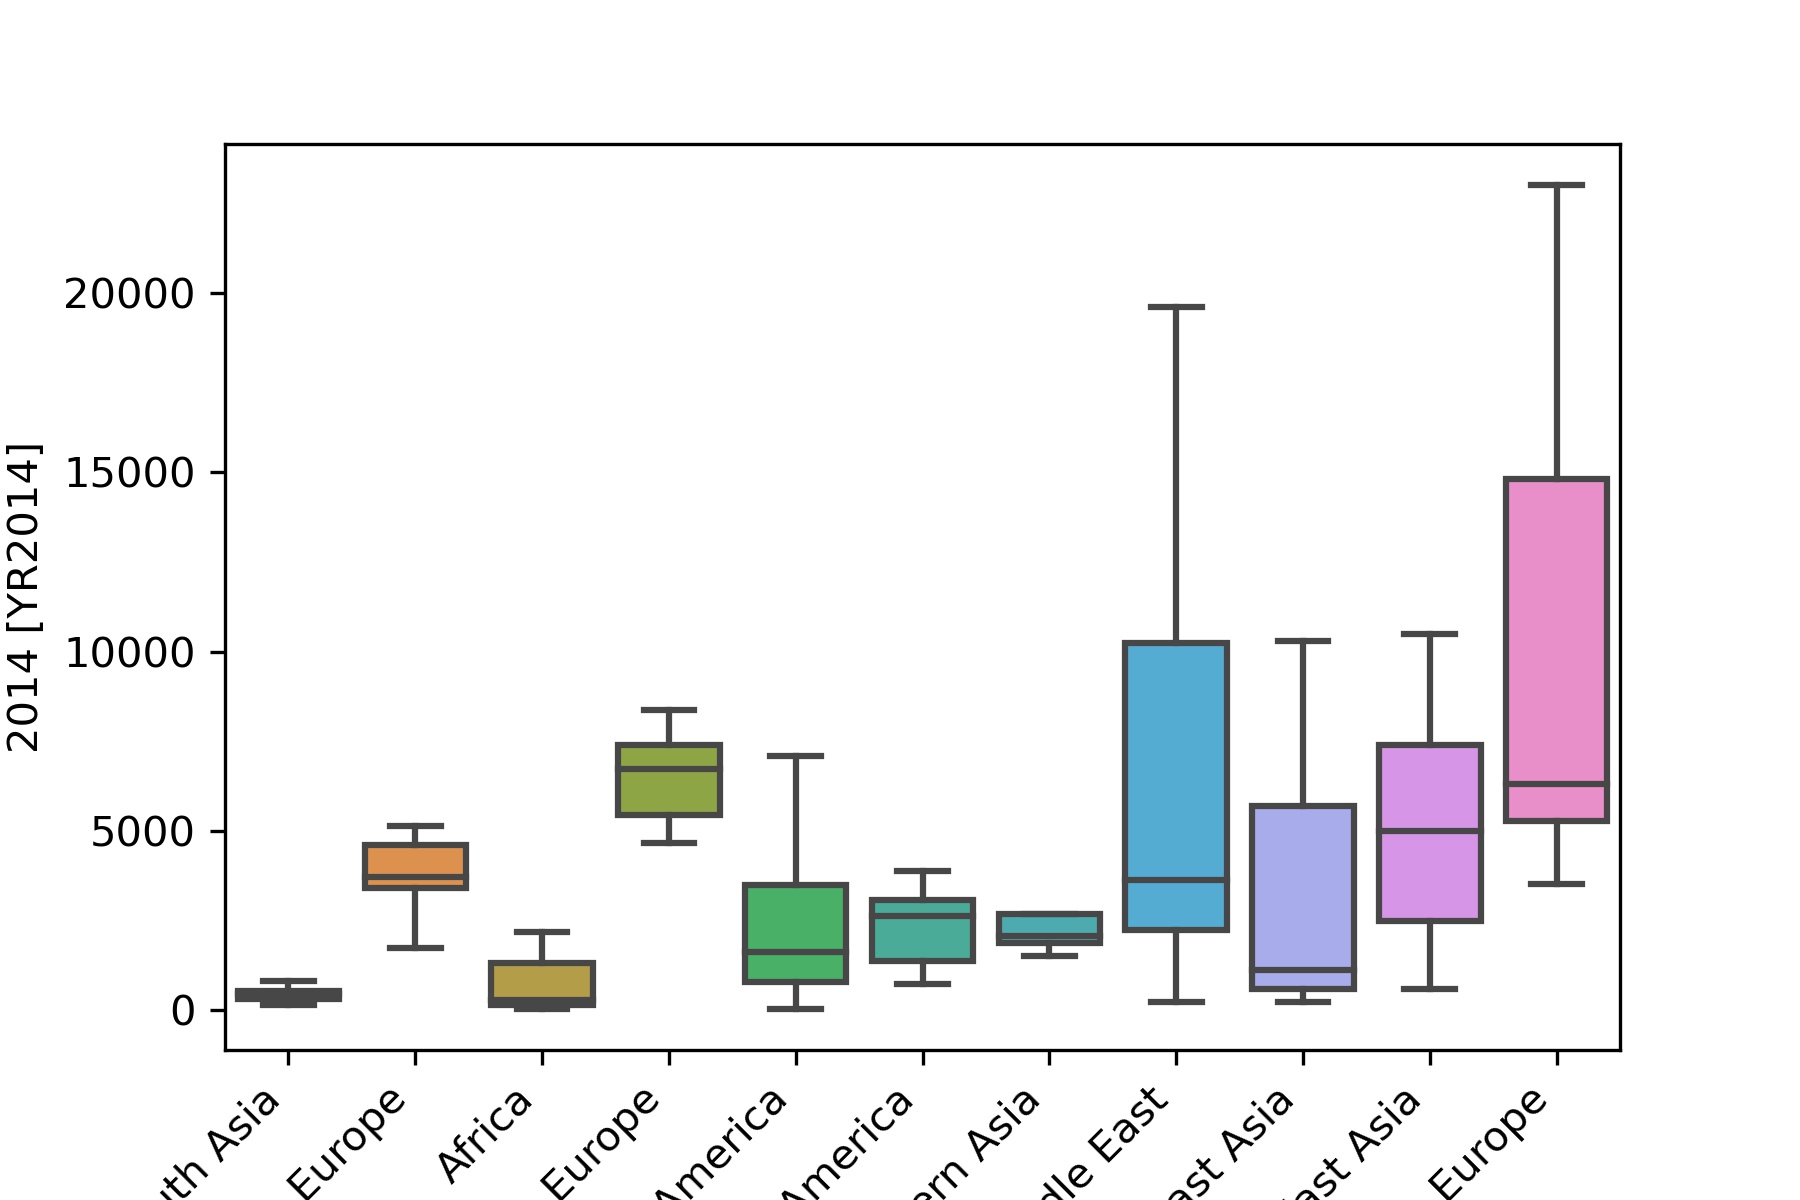 20000
15000
10000
5000
0
2014 [YR2014]
uth Asia
Europe
Africa
Europe
America
America
ern Asia
dle East
ast Asia
ast Asia
Europe